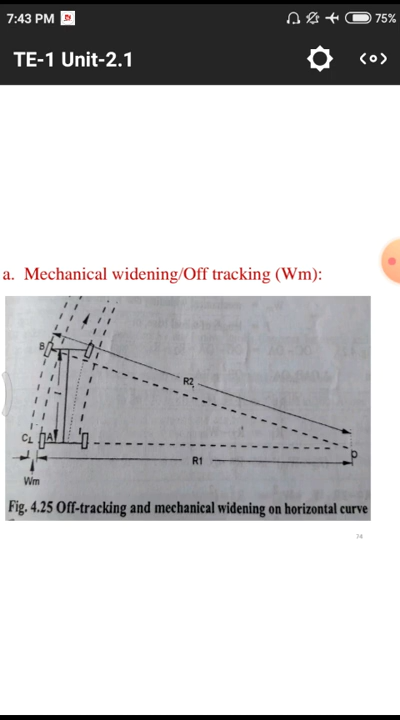 7:43 PM
75%
TE-1 Unit-2.1
a. Mechanical widening/Off tracking (Wm):
B
R2
l
C
A
O
R1
Wm
Fig. 4.25 Off-tracking and mechanical widening on horizontal curve